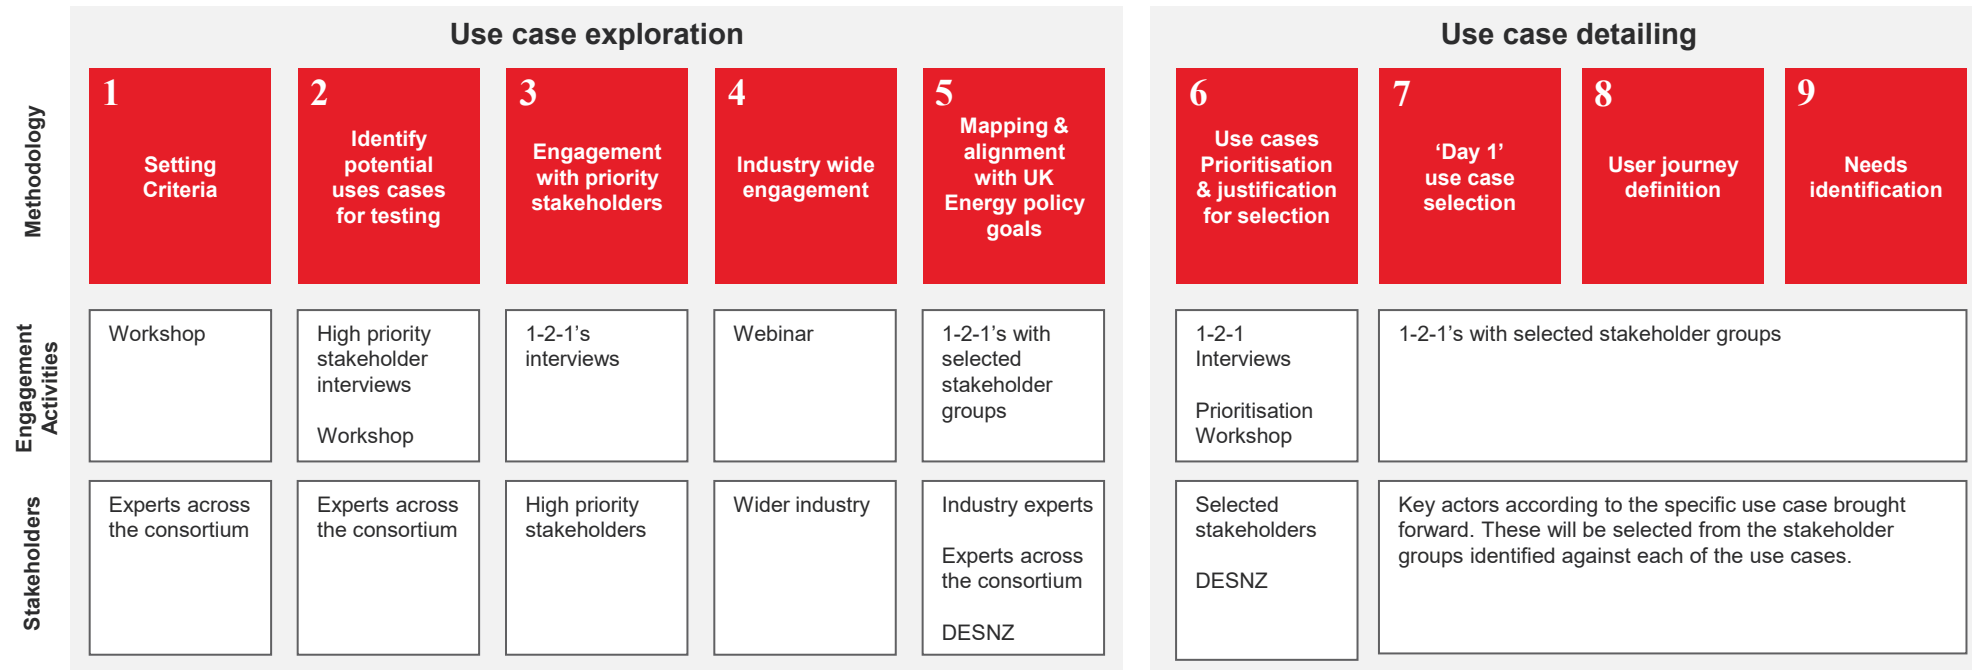 Use case exploration
Use case detailing
Methodology
1
Setting
Criteria
2
Identify
potential
uses cases
for testing
3
Engagement
with priority
stakeholders
4
Industry wide
engagement
5
Mapping &
alignment
with UK
Energy policy
goals
6
Use cases
Prioritisation
& justification
for selection
7
‘Day 1’
use case
selection
8
User journey
definition
9
Needs
identification
Engagement
Activities
Workshop
High priority
stakeholder
interviews
Workshop
1-2-1’s
interviews
Webinar
1-2-1’s with
selected
stakeholder
groups
1-2-1
Interviews
Prioritisation
Workshop
1-2-1’s with selected stakeholder groups
Stakeholders
Experts across
the consortium
Experts across
the consortium
High priority
stakeholders
Wider industry
Industry experts
Experts across
the consortium
DESNZ
Selected
stakeholders
DESNZ
Key actors according to the specific use case brought
forward. These will be selected from the stakeholder
groups identified against each of the use cases.